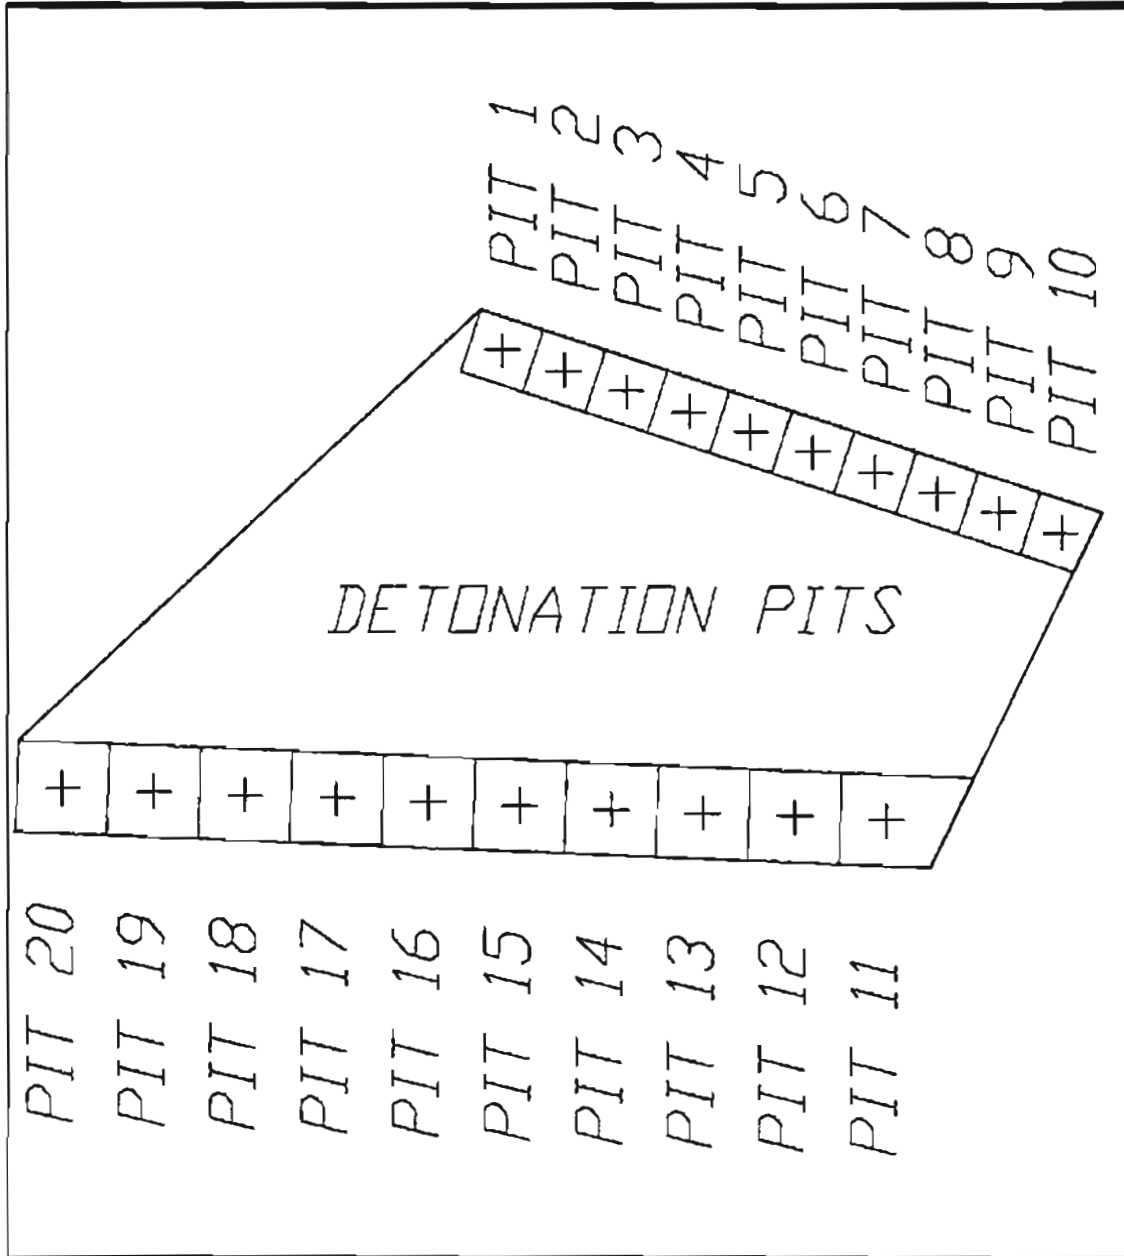 PIT 1
PIT 2
PIT 3
PIT 4
PIT 5
PIT 6
PIT 7
PIT 8
PIT 9
PIT 10
DETONATION PITS
PIT 20
PIT 19
PIT 18
PIT 17
PIT 16
PIT 15
PIT 14
PIT 13
PIT 12
PIT 11